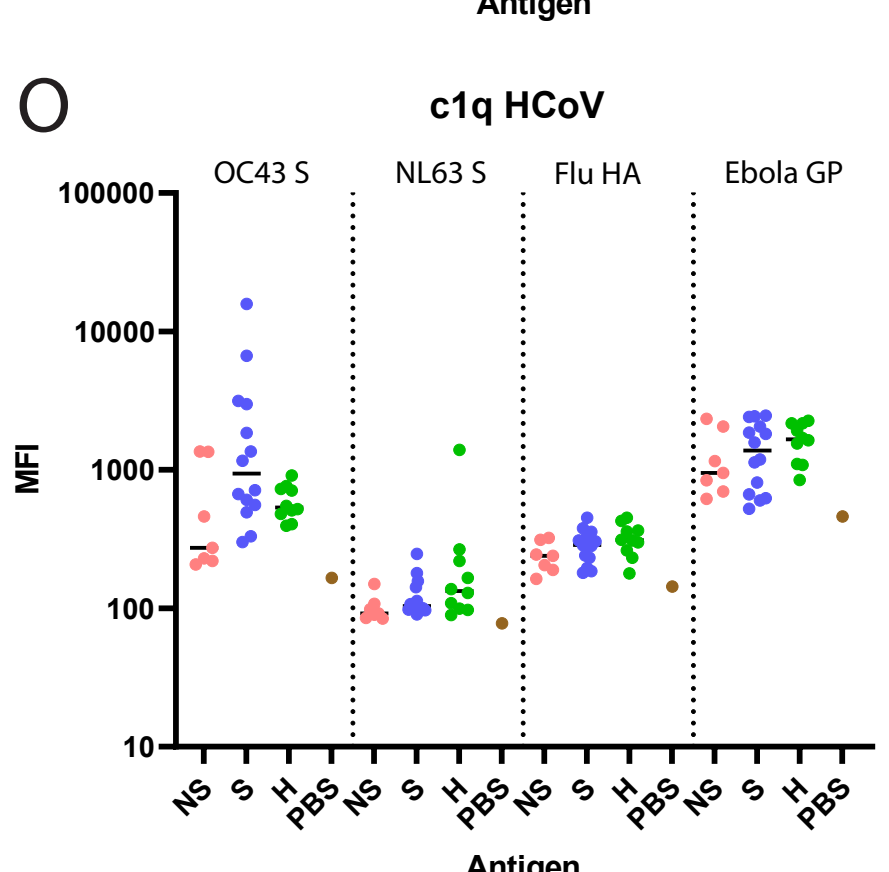 Antigen
O
c1q HCoV
OC43 S NL63 S Flu HA Ebola GP
100000
10000
1000
100
10
MFI
NS S H PBS NS S H PBS NS S H PBS NS S H PBS
Antigen